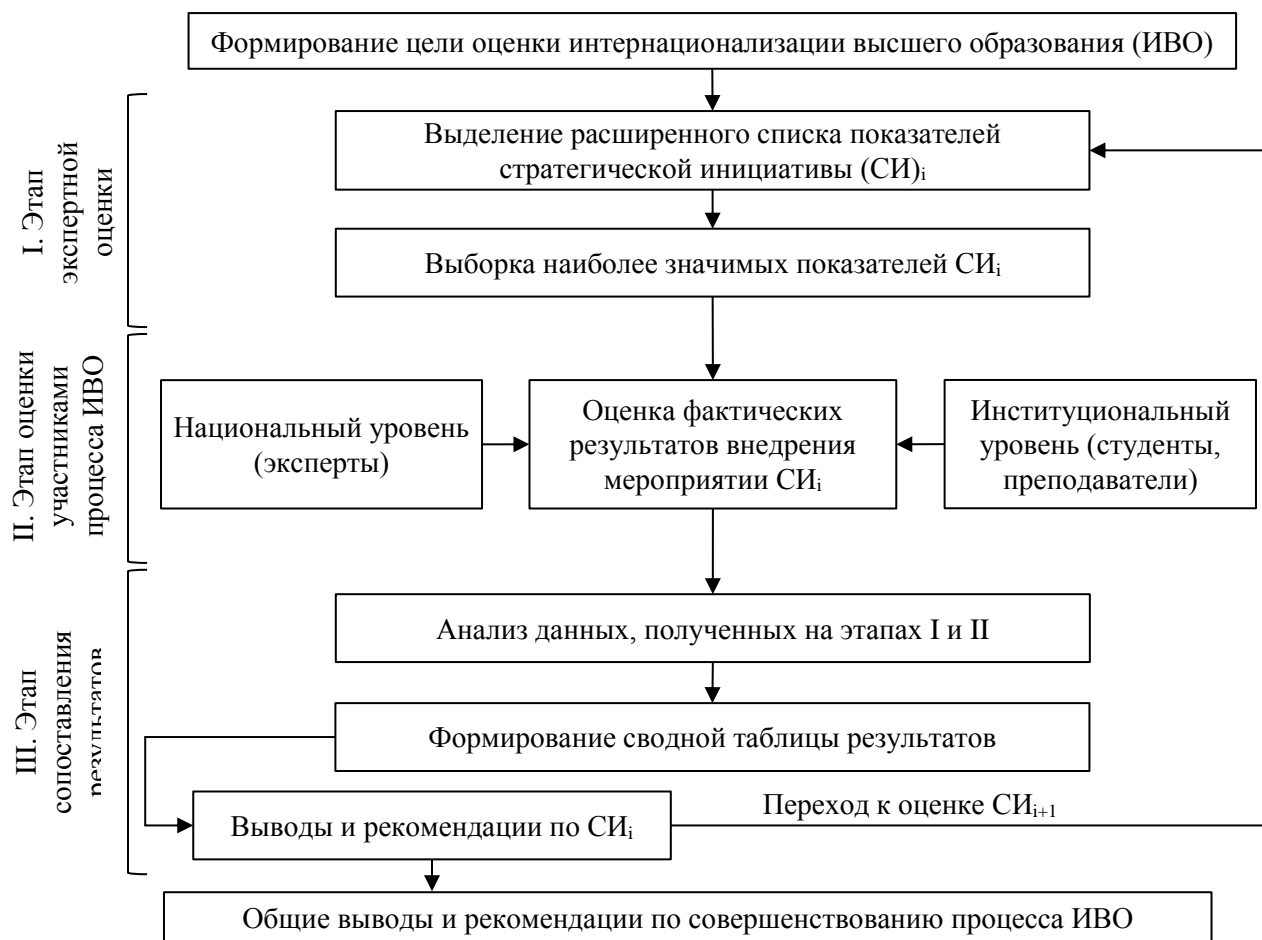 Формирование цели оценки интернационализации высшего образования (ИВО)
I. Этап
экспертной
оценки
Выделение расширенного списка показателей
стратегической инициативы (СИ)i
Выборка наиболее значимых показателей СИi
II. Этап оценки
участниками
процесса ИВО
Национальный уровень
(эксперты)
Оценка фактических
результатов внедрения
мероприятии СИi
Институциональный
уровень (студенты,
преподаватели)
III. Этап
сопоставления
результатов
Анализ данных, полученных на этапах I и II
Формирование сводной таблицы результатов
Выводы и рекомендации по СИi
Переход к оценке СИi+1
Общие выводы и рекомендации по совершенствованию процесса ИВО